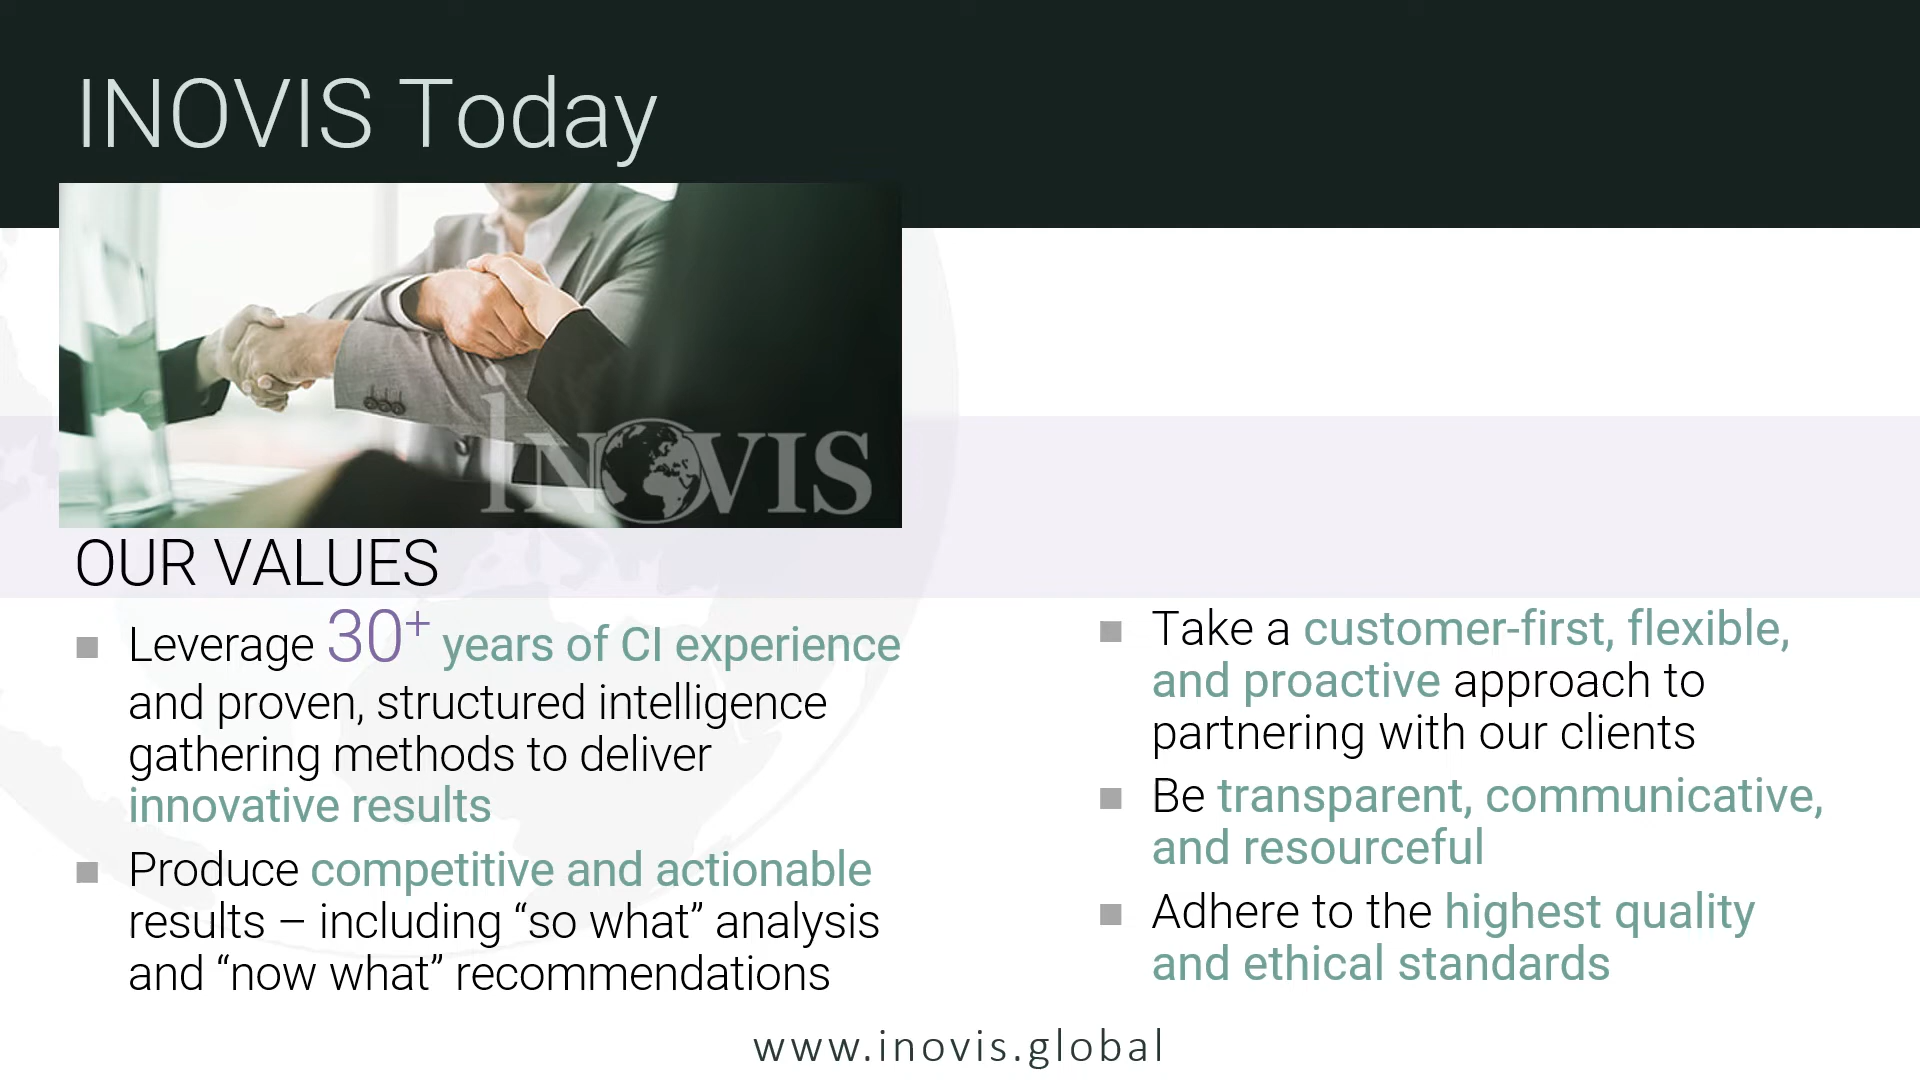 INOVIS Today
iNOVIS
OUR VALUES
Leverage 30+ years of CI experience
and proven, structured intelligence
gathering methods to deliver
innovative results
Produce competitive and actionable
results – including “so what” analysis
and “now what” recommendations
Take a customer-first, flexible,
and proactive approach to
partnering with our clients
Be transparent, communicative,
and resourceful
Adhere to the highest quality
and ethical standards
www.inovis.global